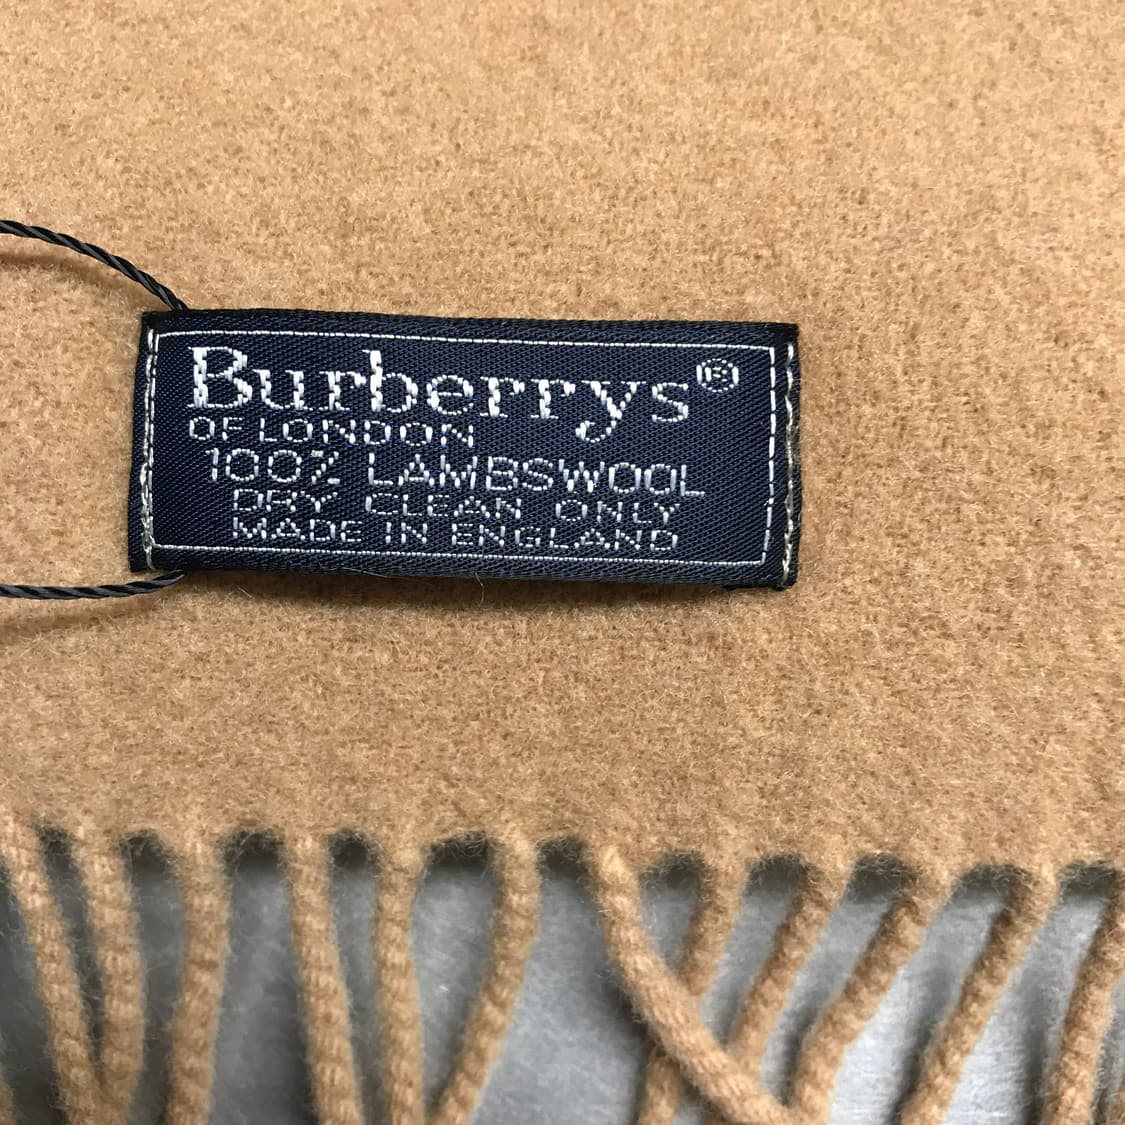 Burberrys®
OF LONDON
100% LAMBSWOOL
DRY CLEAN ONLY
MADE IN ENGLAND